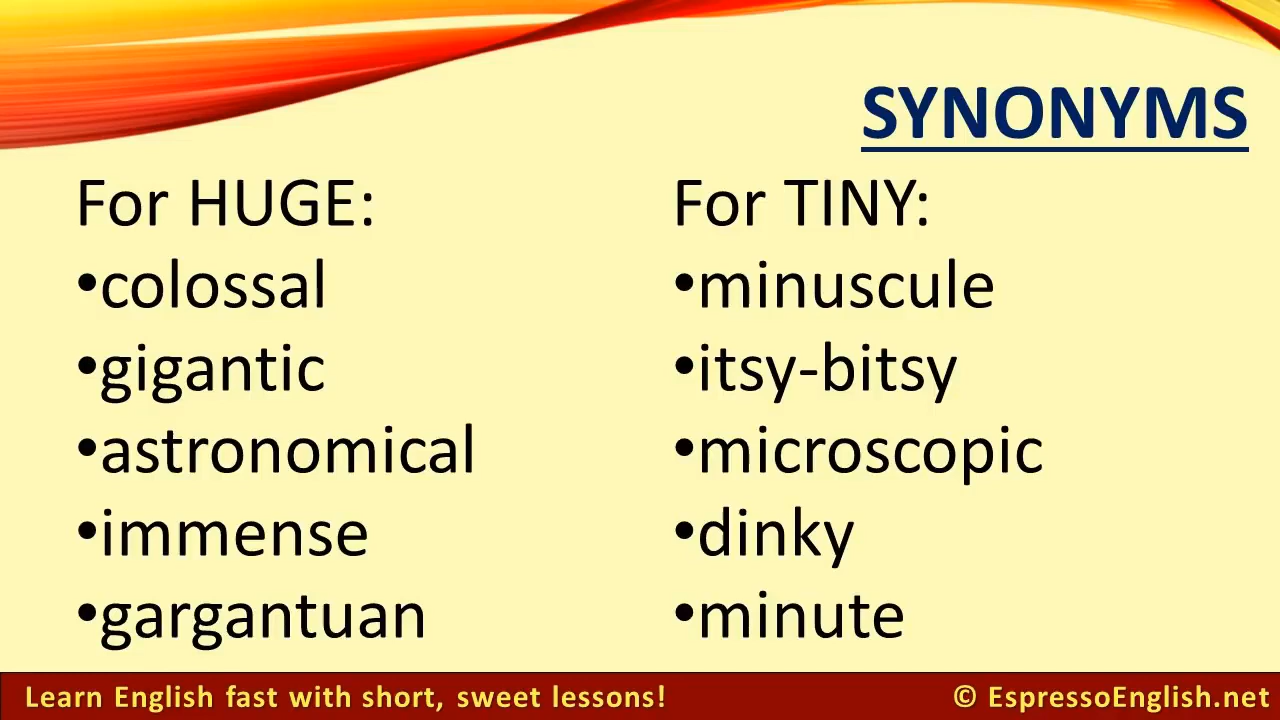 SYNONYMS
For HUGE:
•colossal
•gigantic
•astronomical
•immense
•gargantuan
For TINY:
•minuscule
•itsy-bitsy
•microscopic
•dinky
•minute
Learn English fast with short, sweet lessons!
© EspressoEnglish.net